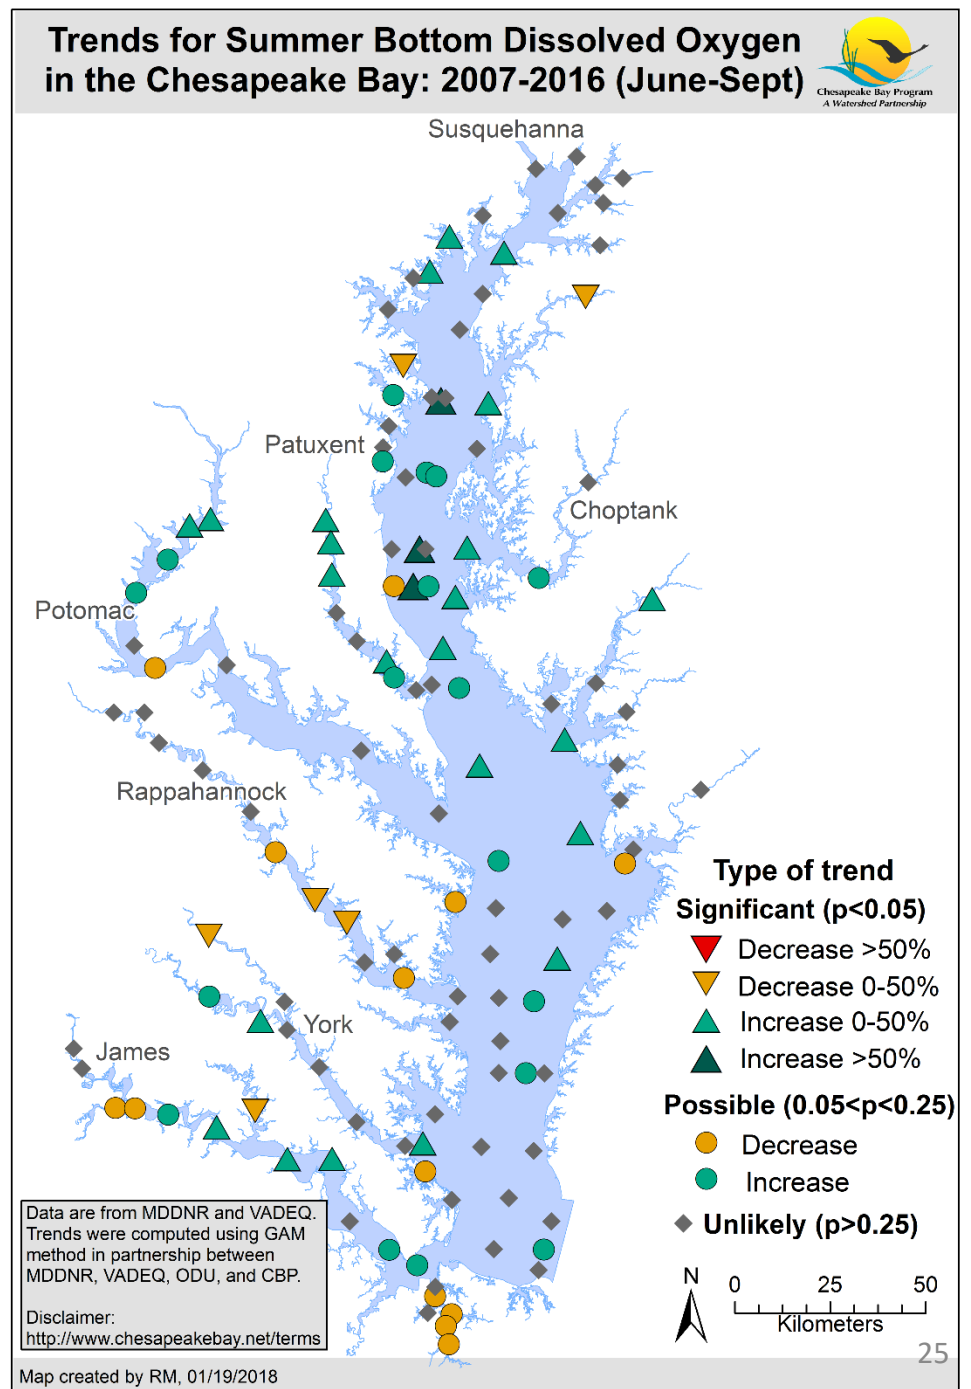 Trends for Summer Bottom Dissolved Oxygen
in the Chesapeake Bay: 2007-2016 (June-Sept)
Chesapeake Bay Program
A Watershed Partnership
Susquehanna
Patuxent
Choptank
Potomac
Rappahannock
York
James
Type of trend
Significant (p<0.05)
Decrease >50%
Decrease 0-50%
Increase 0-50%
Increase >50%
Possible (0.05<p<0.25)
Decrease
Increase
Unlikely (p>0.25)
N
0 25 50
Kilometers
Data are from MDDNR and VADEQ.
Trends were computed using GAM
method in partnership between
MDDNR, VADEQ, ODU, and CBP.
Disclaimer:
http://www.chesapeakebay.net/terms
25
Map created by RM, 01/19/2018